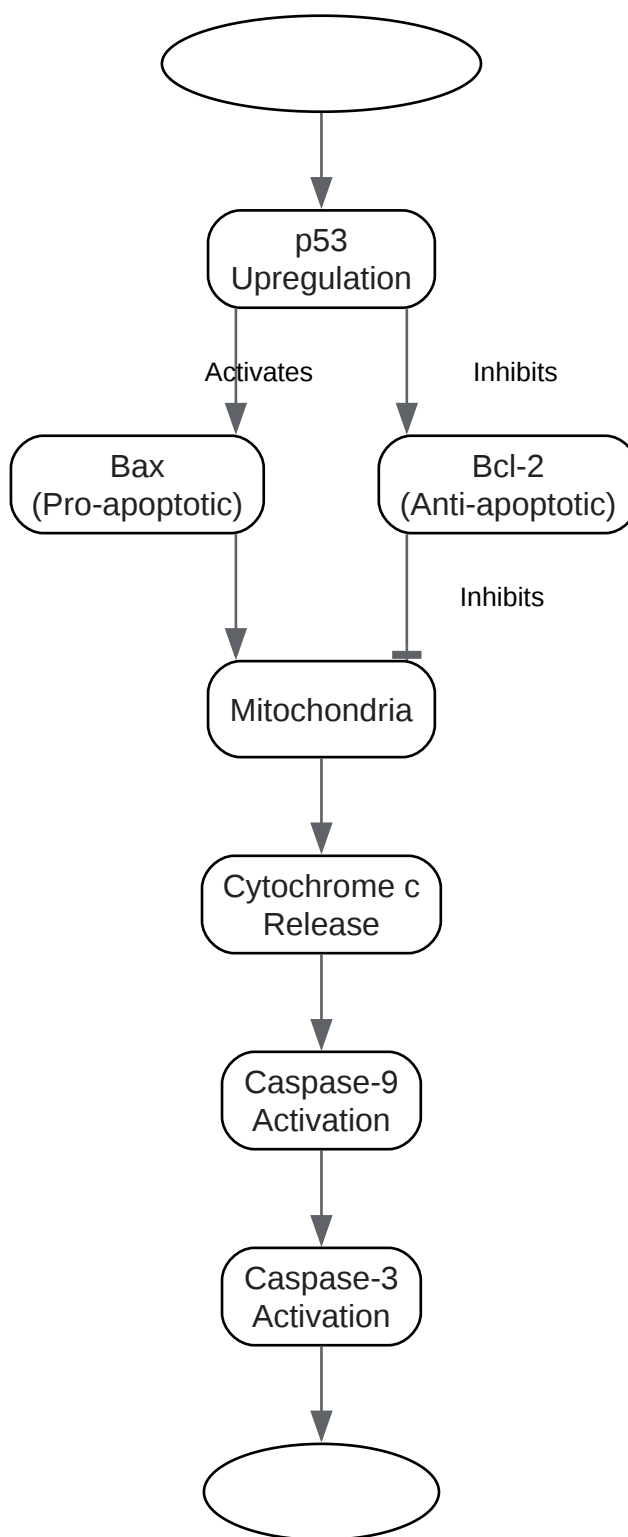 p53
Upregulation
Activates
Inhibits
Bax
(Pro-apoptotic)
Bcl-2
(Anti-apoptotic)
Inhibits
Mitochondria
Cytochrome c
Release
Caspase-9
Activation
Caspase-3
Activation